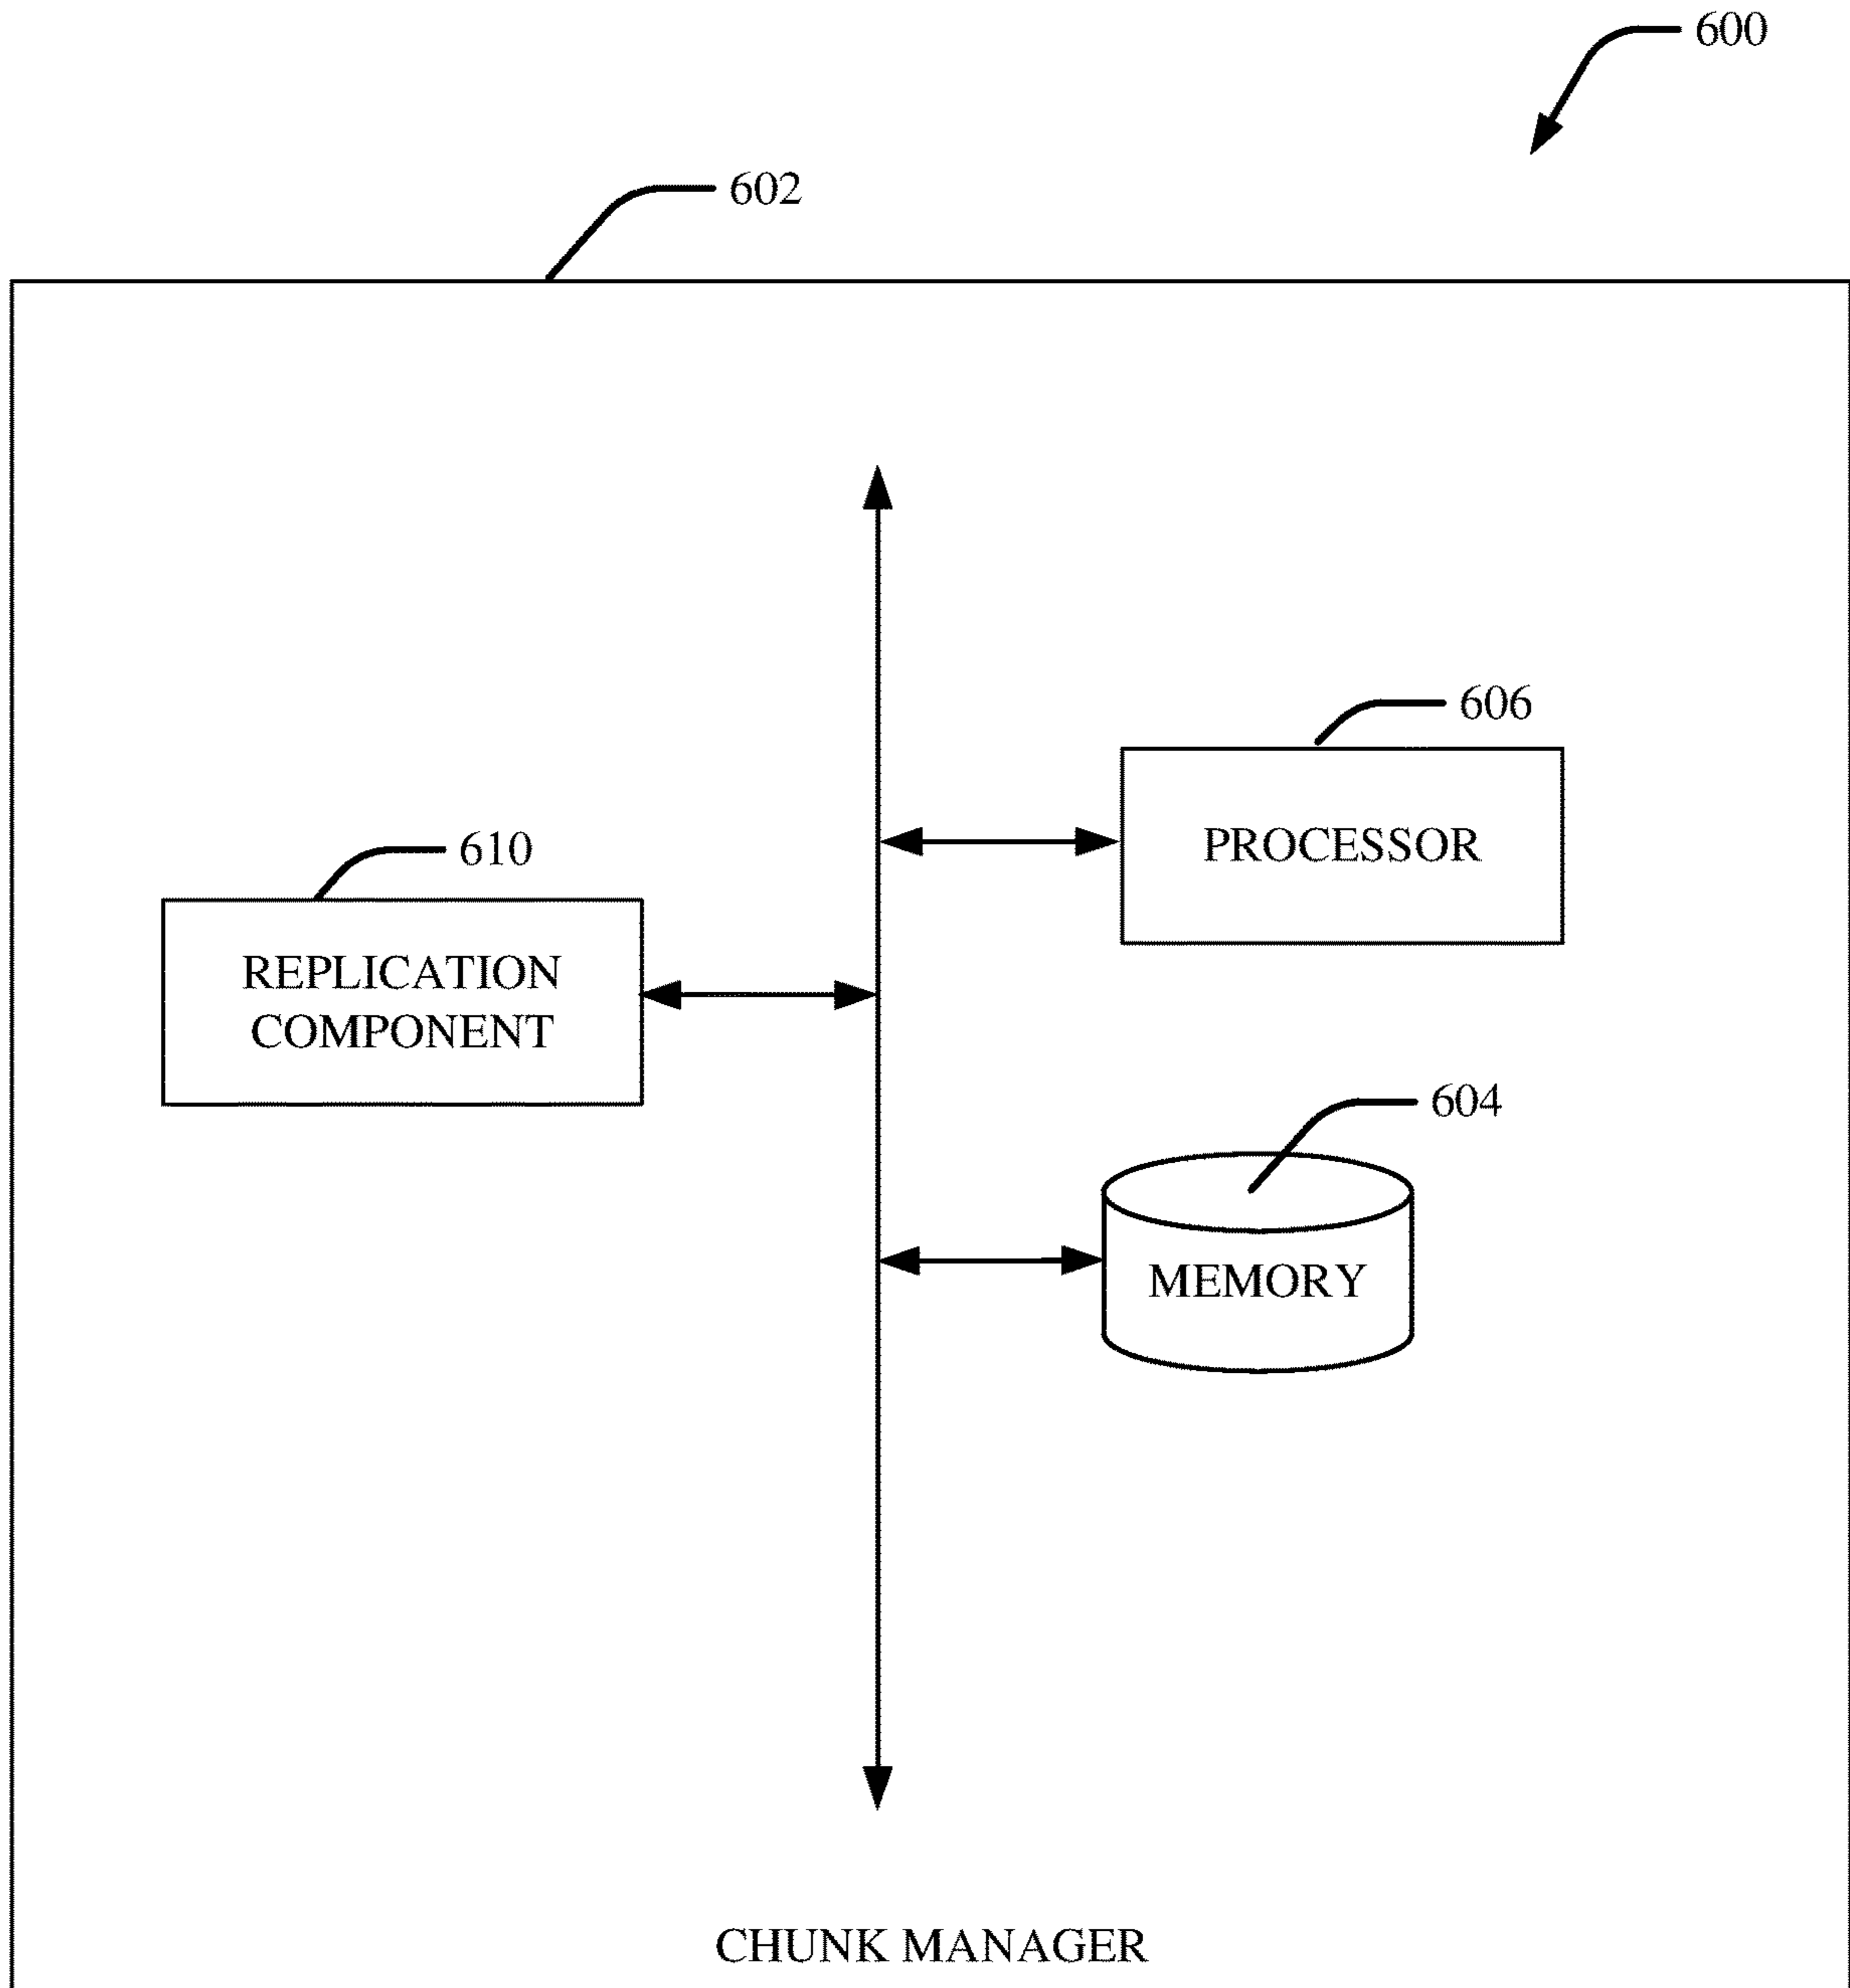 600
602
606
PROCESSOR
610
REPLICATION
COMPONENT
604
MEMORY
CHUNK MANAGER